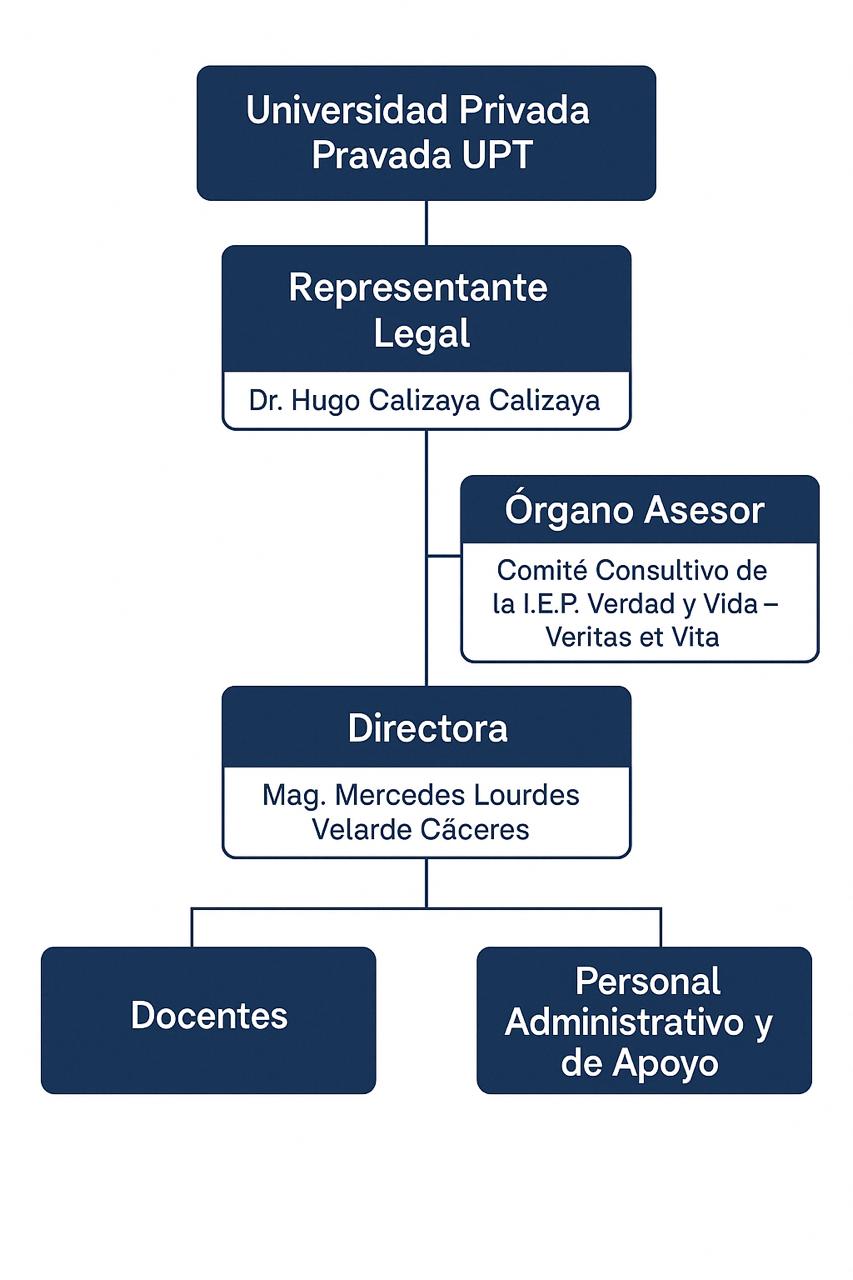 Universidad Privada
Pravada UPT
Representante
Legal
Dr. Hugo Calizaya Calizaya
Órgano Asesor
Comité Consultivo de
la I.E.P. Verdad y Vida –
Veritas et Vita
Directora
Mag. Mercedes Lourdes
Velarde Cáceres
Docentes
Personal
Administrativo y
de Apoyo